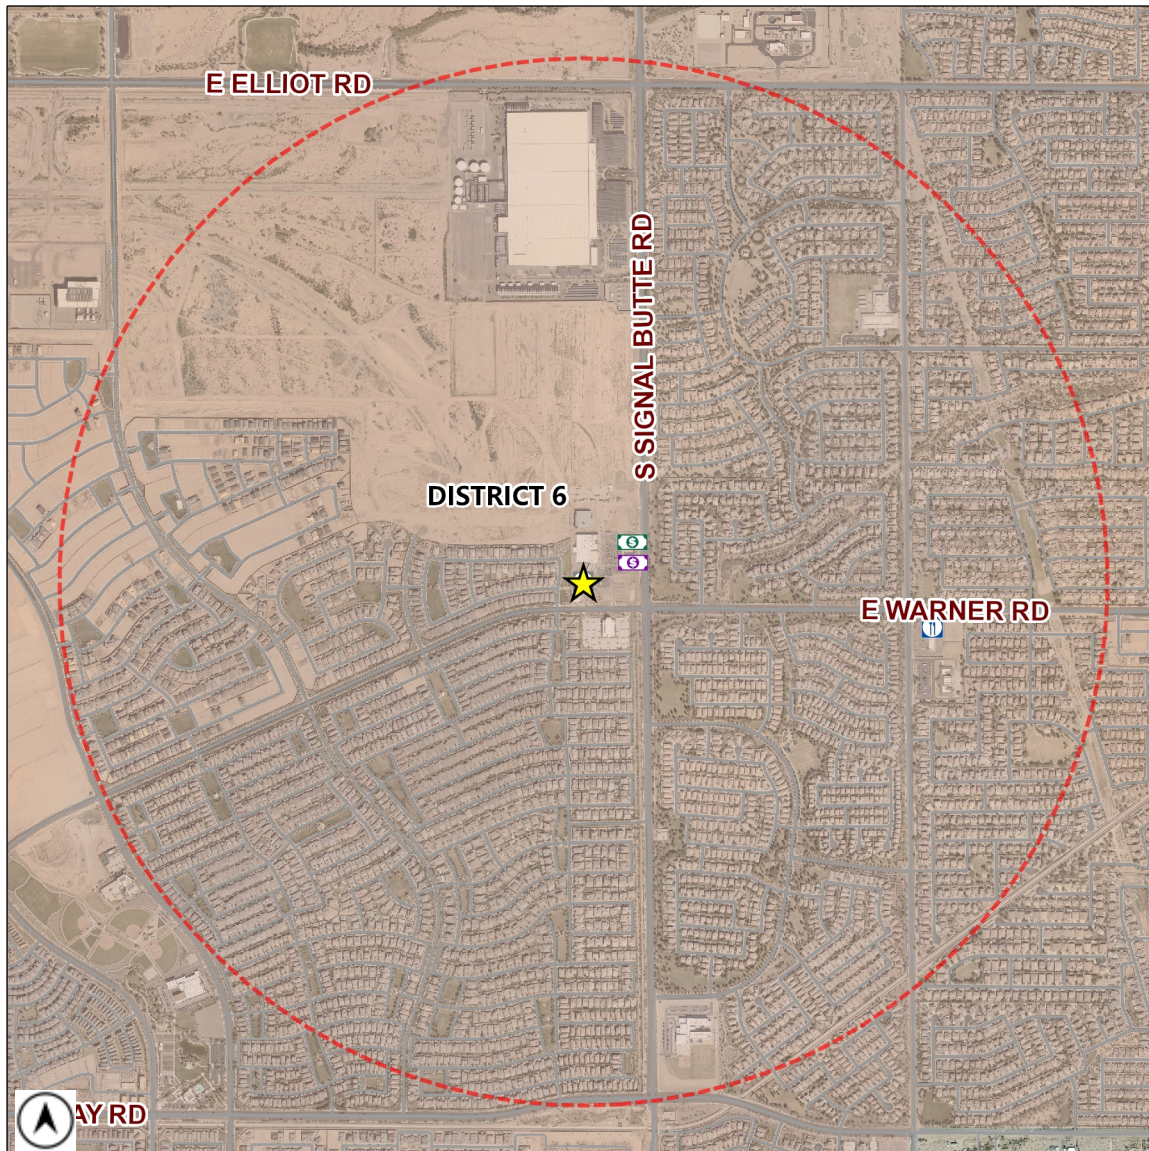 E ELLIOT RD
S SIGNAL BUTTE RD
DISTRICT 6
$
$
E WARNER RD
AY RD